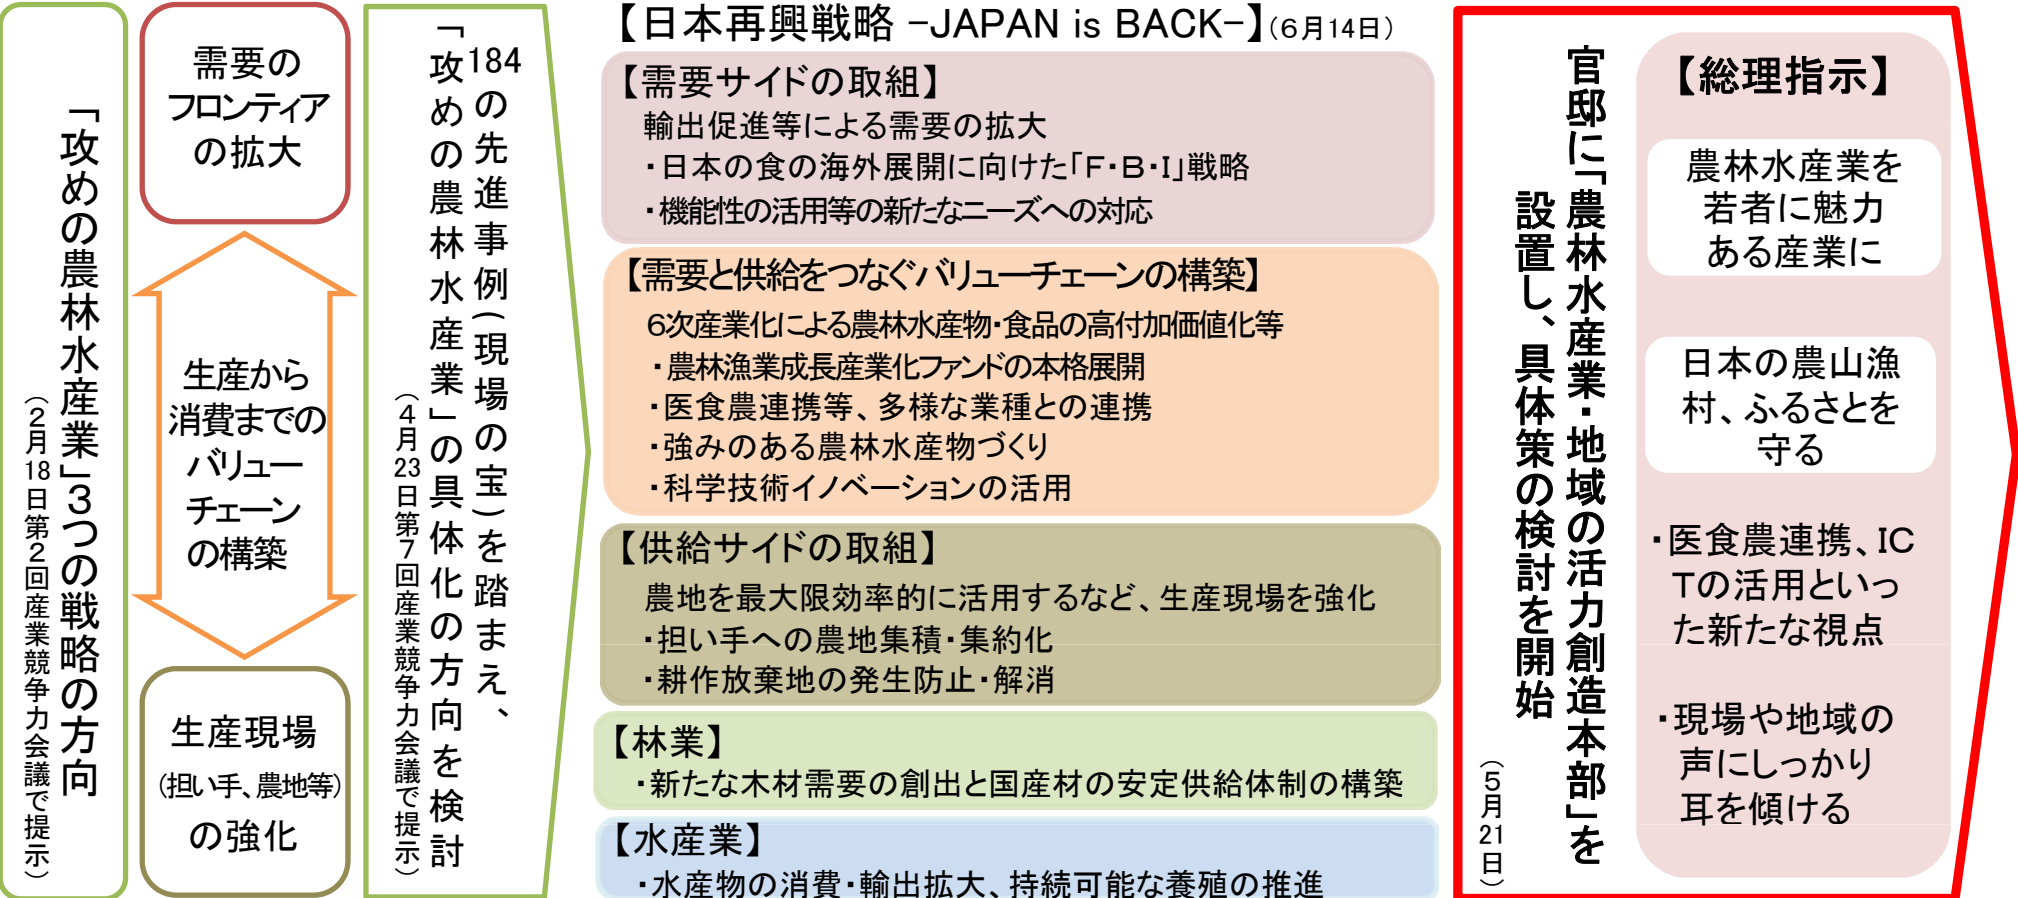 「攻めの農林水産業」３つの戦略の方向
（２月18日第２回産業競争力会議で提示）
需要の
フロンティア
の拡大
生産から
消費までの
バリュー
チェーン
の構築
生産現場
(担い手、農地等)
の強化
184の先進事例（現場の宝）を踏まえ、
「攻めの農林水産業」の具体化の方向を検討
（４月23日第７回産業競争力会議で提示）
【日本再興戦略 −JAPAN is BACK−】（６月14日）
【需要サイドの取組】
輸出促進等による需要の拡大
・日本の食の海外展開に向けた「Ｆ・Ｂ・Ｉ」戦略
・機能性の活用等の新たなニーズへの対応
【需要と供給をつなぐバリューチェーンの構築】
６次産業化による農林水産物・食品の高付加価値化等
・農林漁業成長産業化ファンドの本格展開
・医食農連携等、多様な業種との連携
・強みのある農林水産物づくり
・科学技術イノベーションの活用
【供給サイドの取組】
農地を最大限効率的に活用するなど、生産現場を強化
・担い手への農地集積・集約化
・耕作放棄地の発生防止・解消
【林業】
・新たな木材需要の創出と国産材の安定供給体制の構築
【水産業】
・水産物の消費・輸出拡大、持続可能な養殖の推進
官邸に「農林水産業・地域の活力創造本部」を
設置し、具体策の検討を開始
（５月21日）
【総理指示】
農林水産業を
若者に魅力
ある産業に
日本の農山漁
村、ふるさとを
守る
・医食農連携、ＩＣ
Ｔの活用といっ
た新たな視点
・現場や地域の
声にしっかり
耳を傾ける